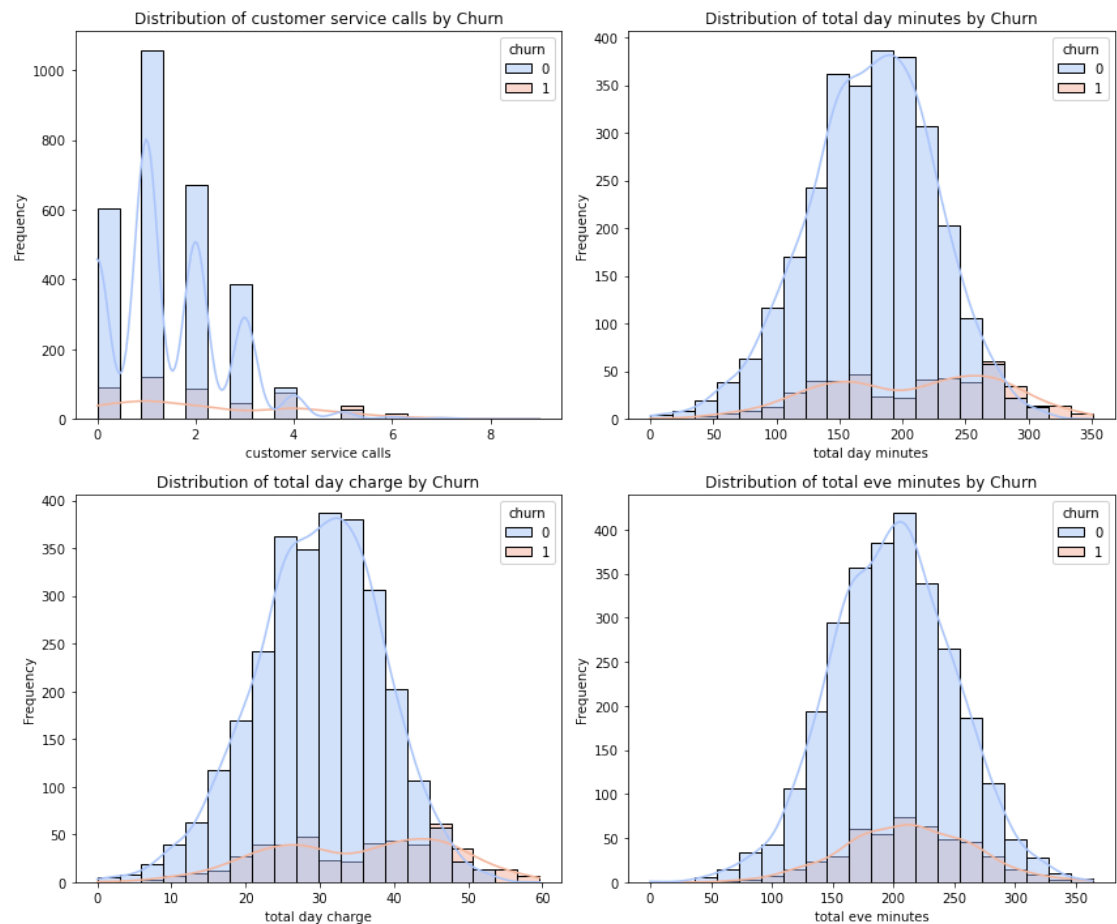 Distribution of customer service calls by Churn
churn
0
1
1000
800
600
400
200
0
Frequency
0 2 4 6 8
customer service calls
Distribution of total day minutes by Churn
churn
0
1
400
350
300
250
200
150
100
50
0
Frequency
0 50 100 150 200 250 300 350
total day minutes
Distribution of total day charge by Churn
churn
0
1
400
350
300
250
200
150
100
50
0
Frequency
0 10 20 30 40 50 60
total day charge
Distribution of total eve minutes by Churn
churn
0
1
400
350
300
250
200
150
100
50
0
Frequency
0 50 100 150 200 250 300 350
total eve minutes